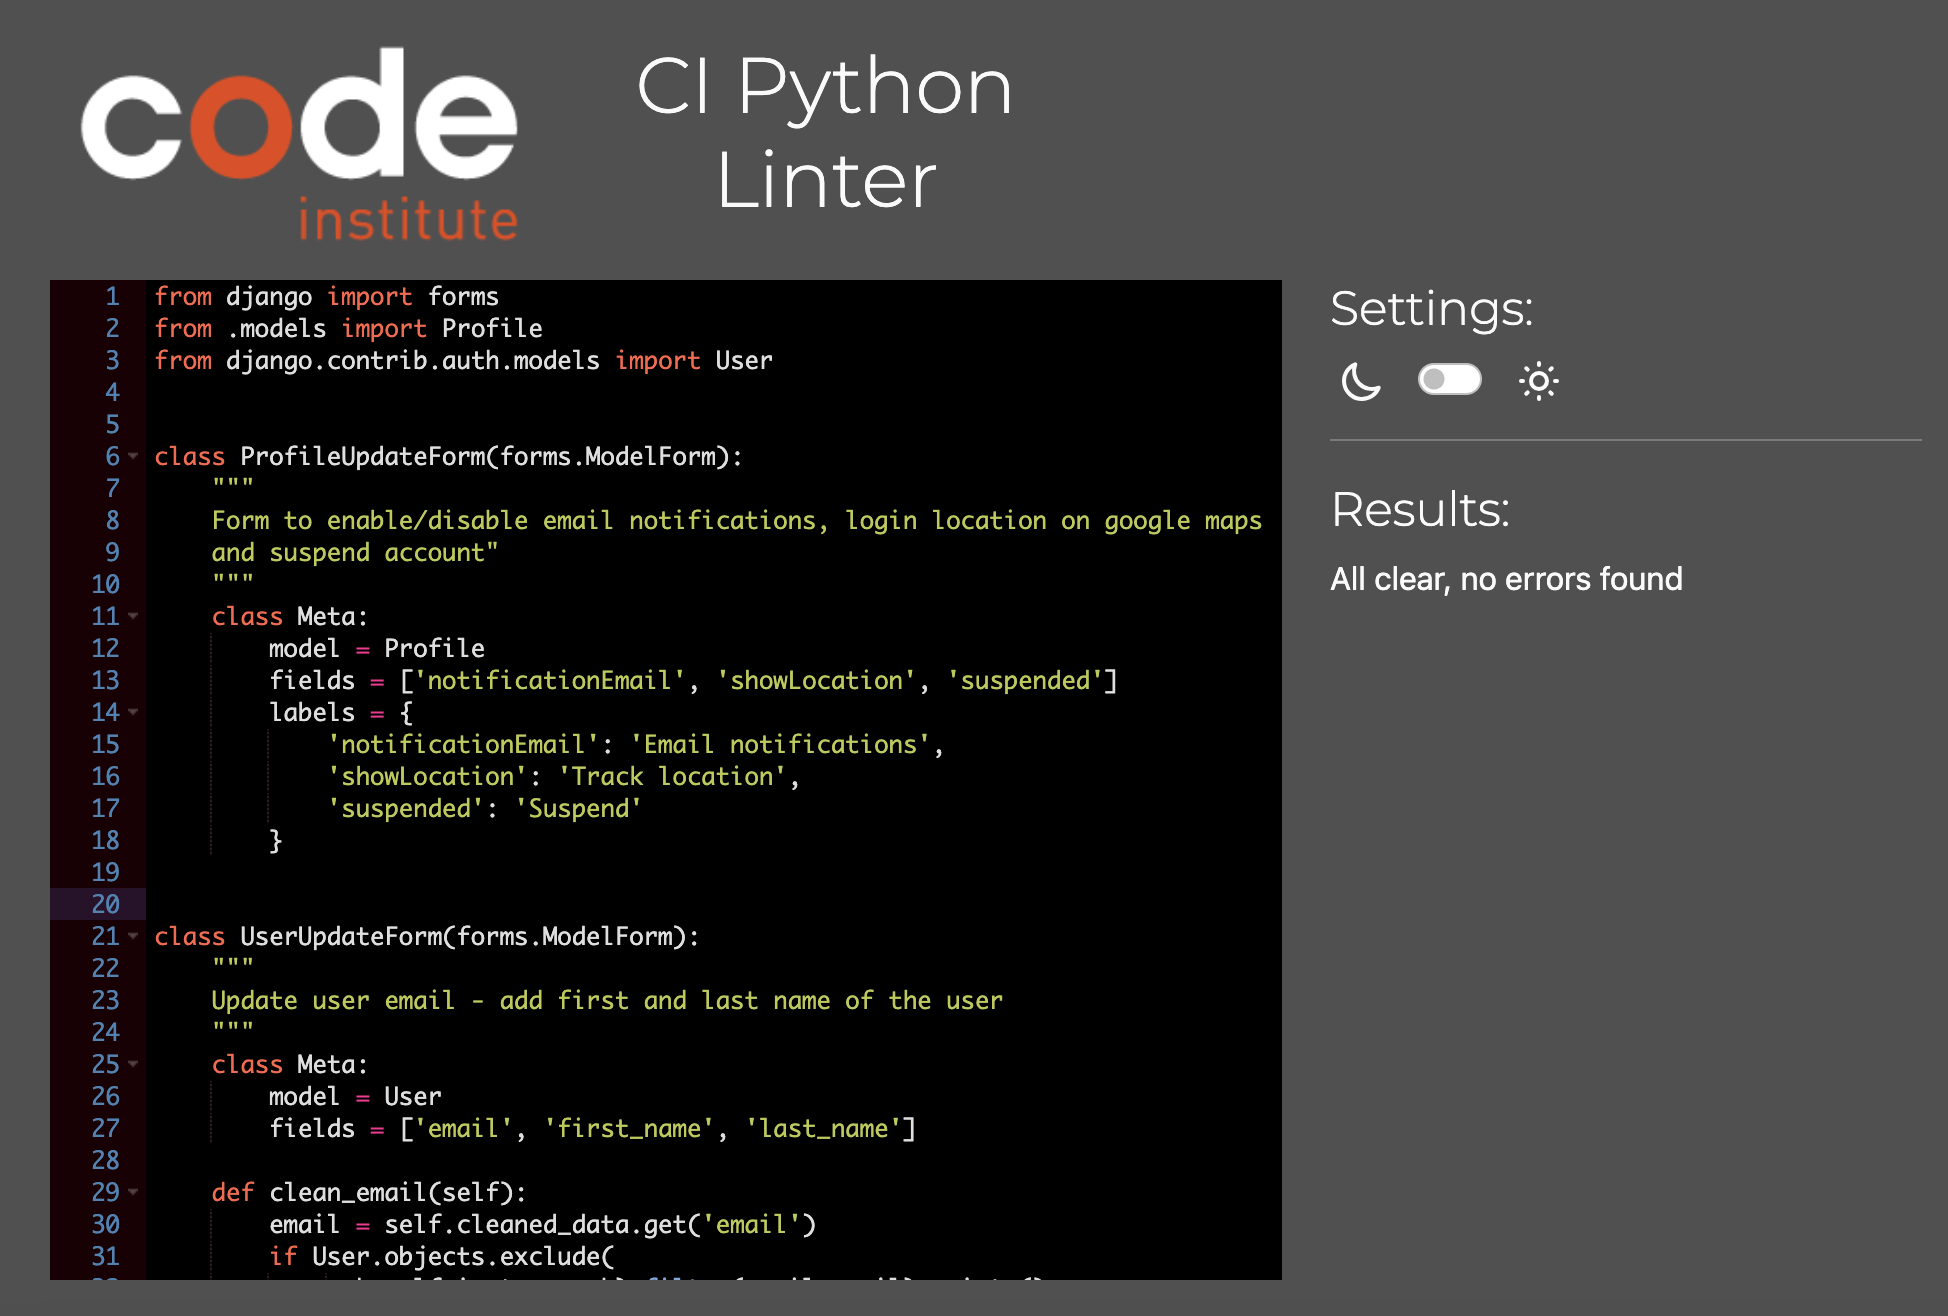 code
institute
CI Python
Linter
1 from django import forms
2 from .models import Profile
3 from django.contrib.auth.models import User
4
5
6 class ProfileUpdateForm(forms.ModelForm):
7     """
8     Form to enable/disable email notifications, login location on google maps
9     and suspend account"
10     """
11     class Meta:
12         model = Profile
13         fields = ['notificationEmail', 'showLocation', 'suspended']
14         labels = {
15             'notificationEmail': 'Email notifications',
16             'showLocation': 'Track location',
17             'suspended': 'Suspend'
18         }
19
20
21 class UserUpdateForm(forms.ModelForm):
22     """
23     Update user email - add first and last name of the user
24     """
25     class Meta:
26         model = User
27         fields = ['email', 'first_name', 'last_name']
28
29     def clean_email(self):
30         email = self.cleaned_data.get('email')
31         if User.objects.exclude(
Settings:
Results:
All clear, no errors found